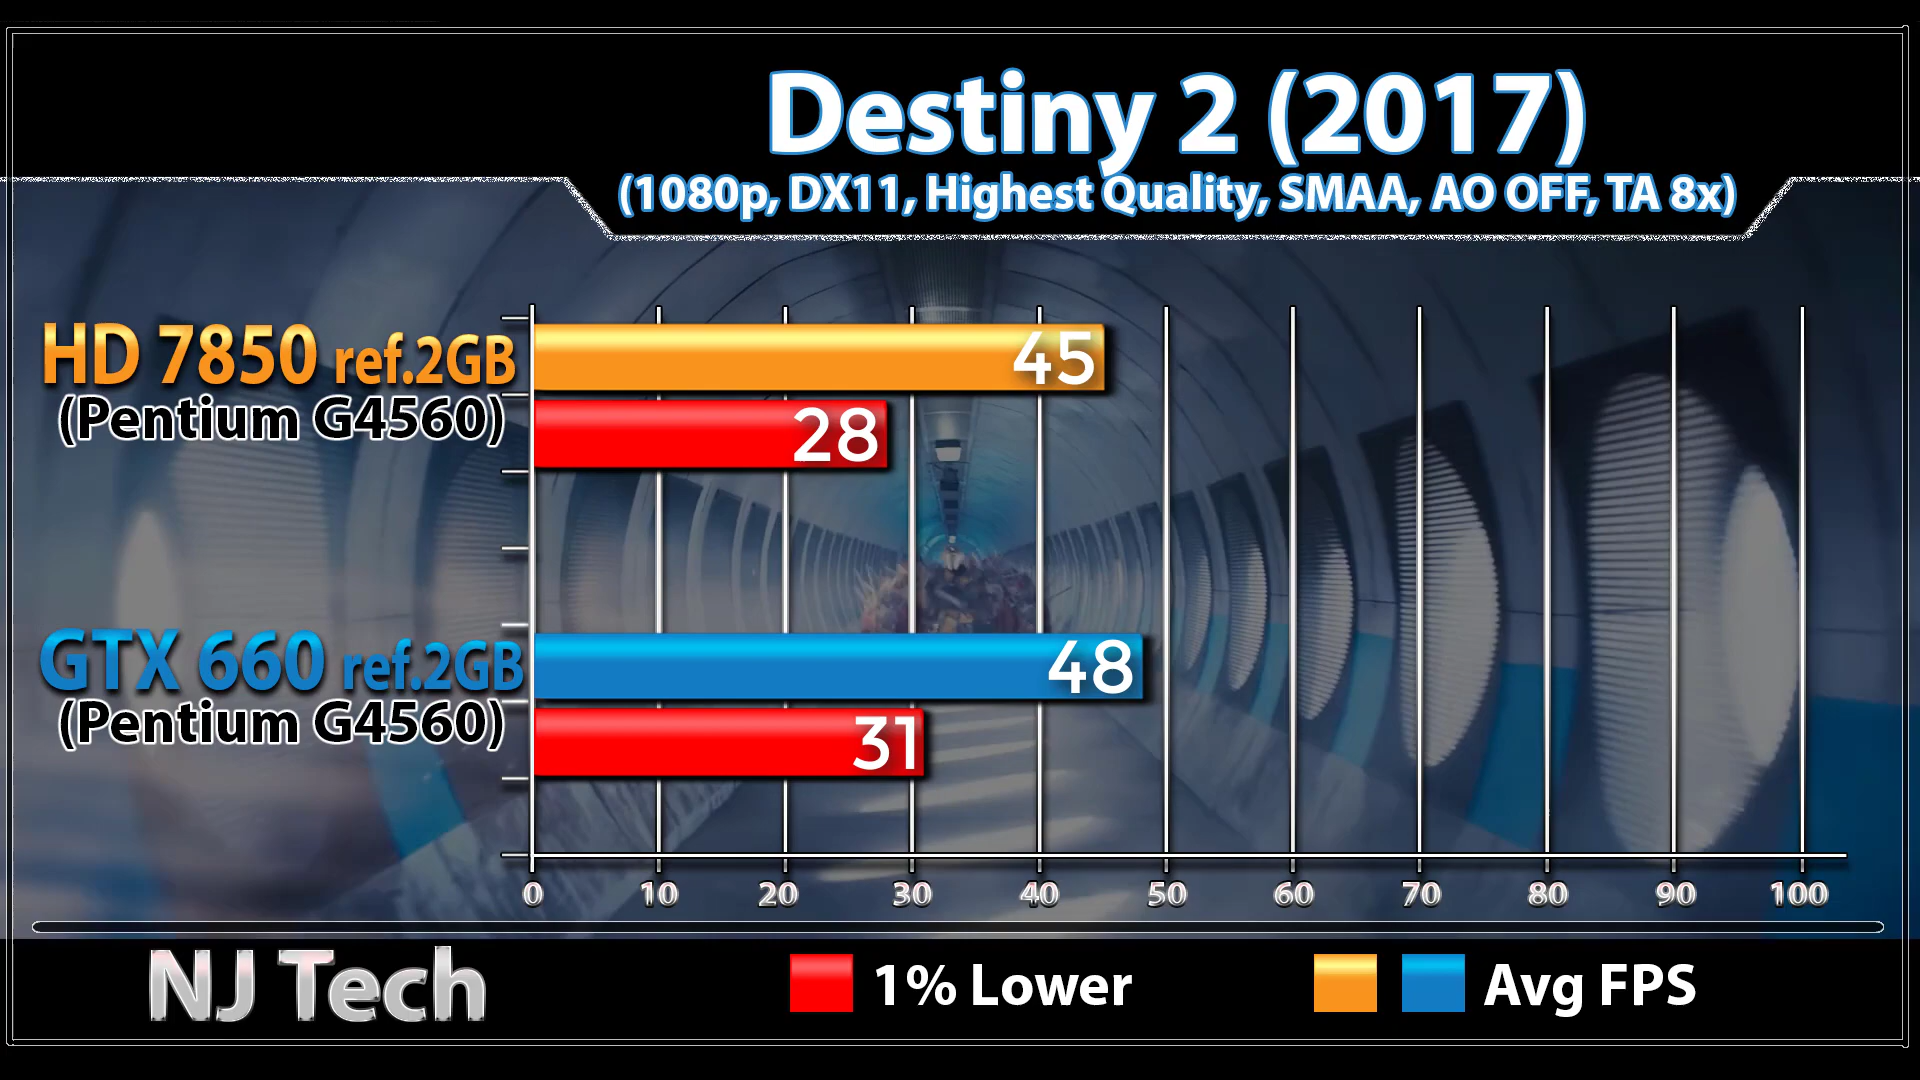 Destiny 2 (2017)
(1080p, DX11, Highest Quality, SMAA, AO OFF, TA 8x)
HD 7850 ref.2GB
(Pentium G4560)
45
28
GTX 660 ref.2GB
(Pentium G4560)
48
31
0 10 20 30 40 50 60 70 80 90 100
NJ Tech
1% Lower
Avg FPS